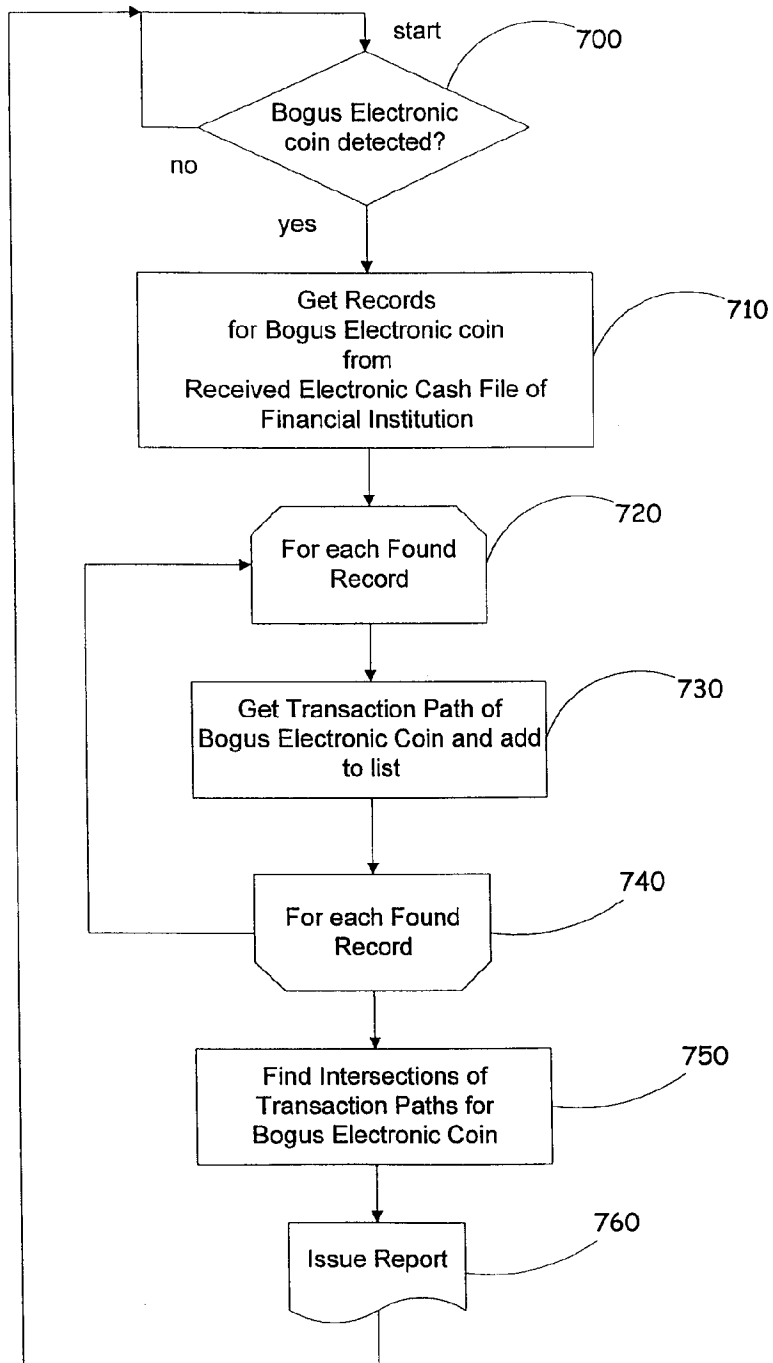 start
700
Bogus Electronic
coin detected?
no
yes
Get Records
for Bogus Electronic coin
from
Received Electronic Cash File of
Financial Institution
710
For each Found
Record
720
Get Transaction Path of
Bogus Electronic Coin and add
to list
730
For each Found
Record
740
Find Intersections of
Transaction Paths for
Bogus Electronic Coin
750
Issue Report
760